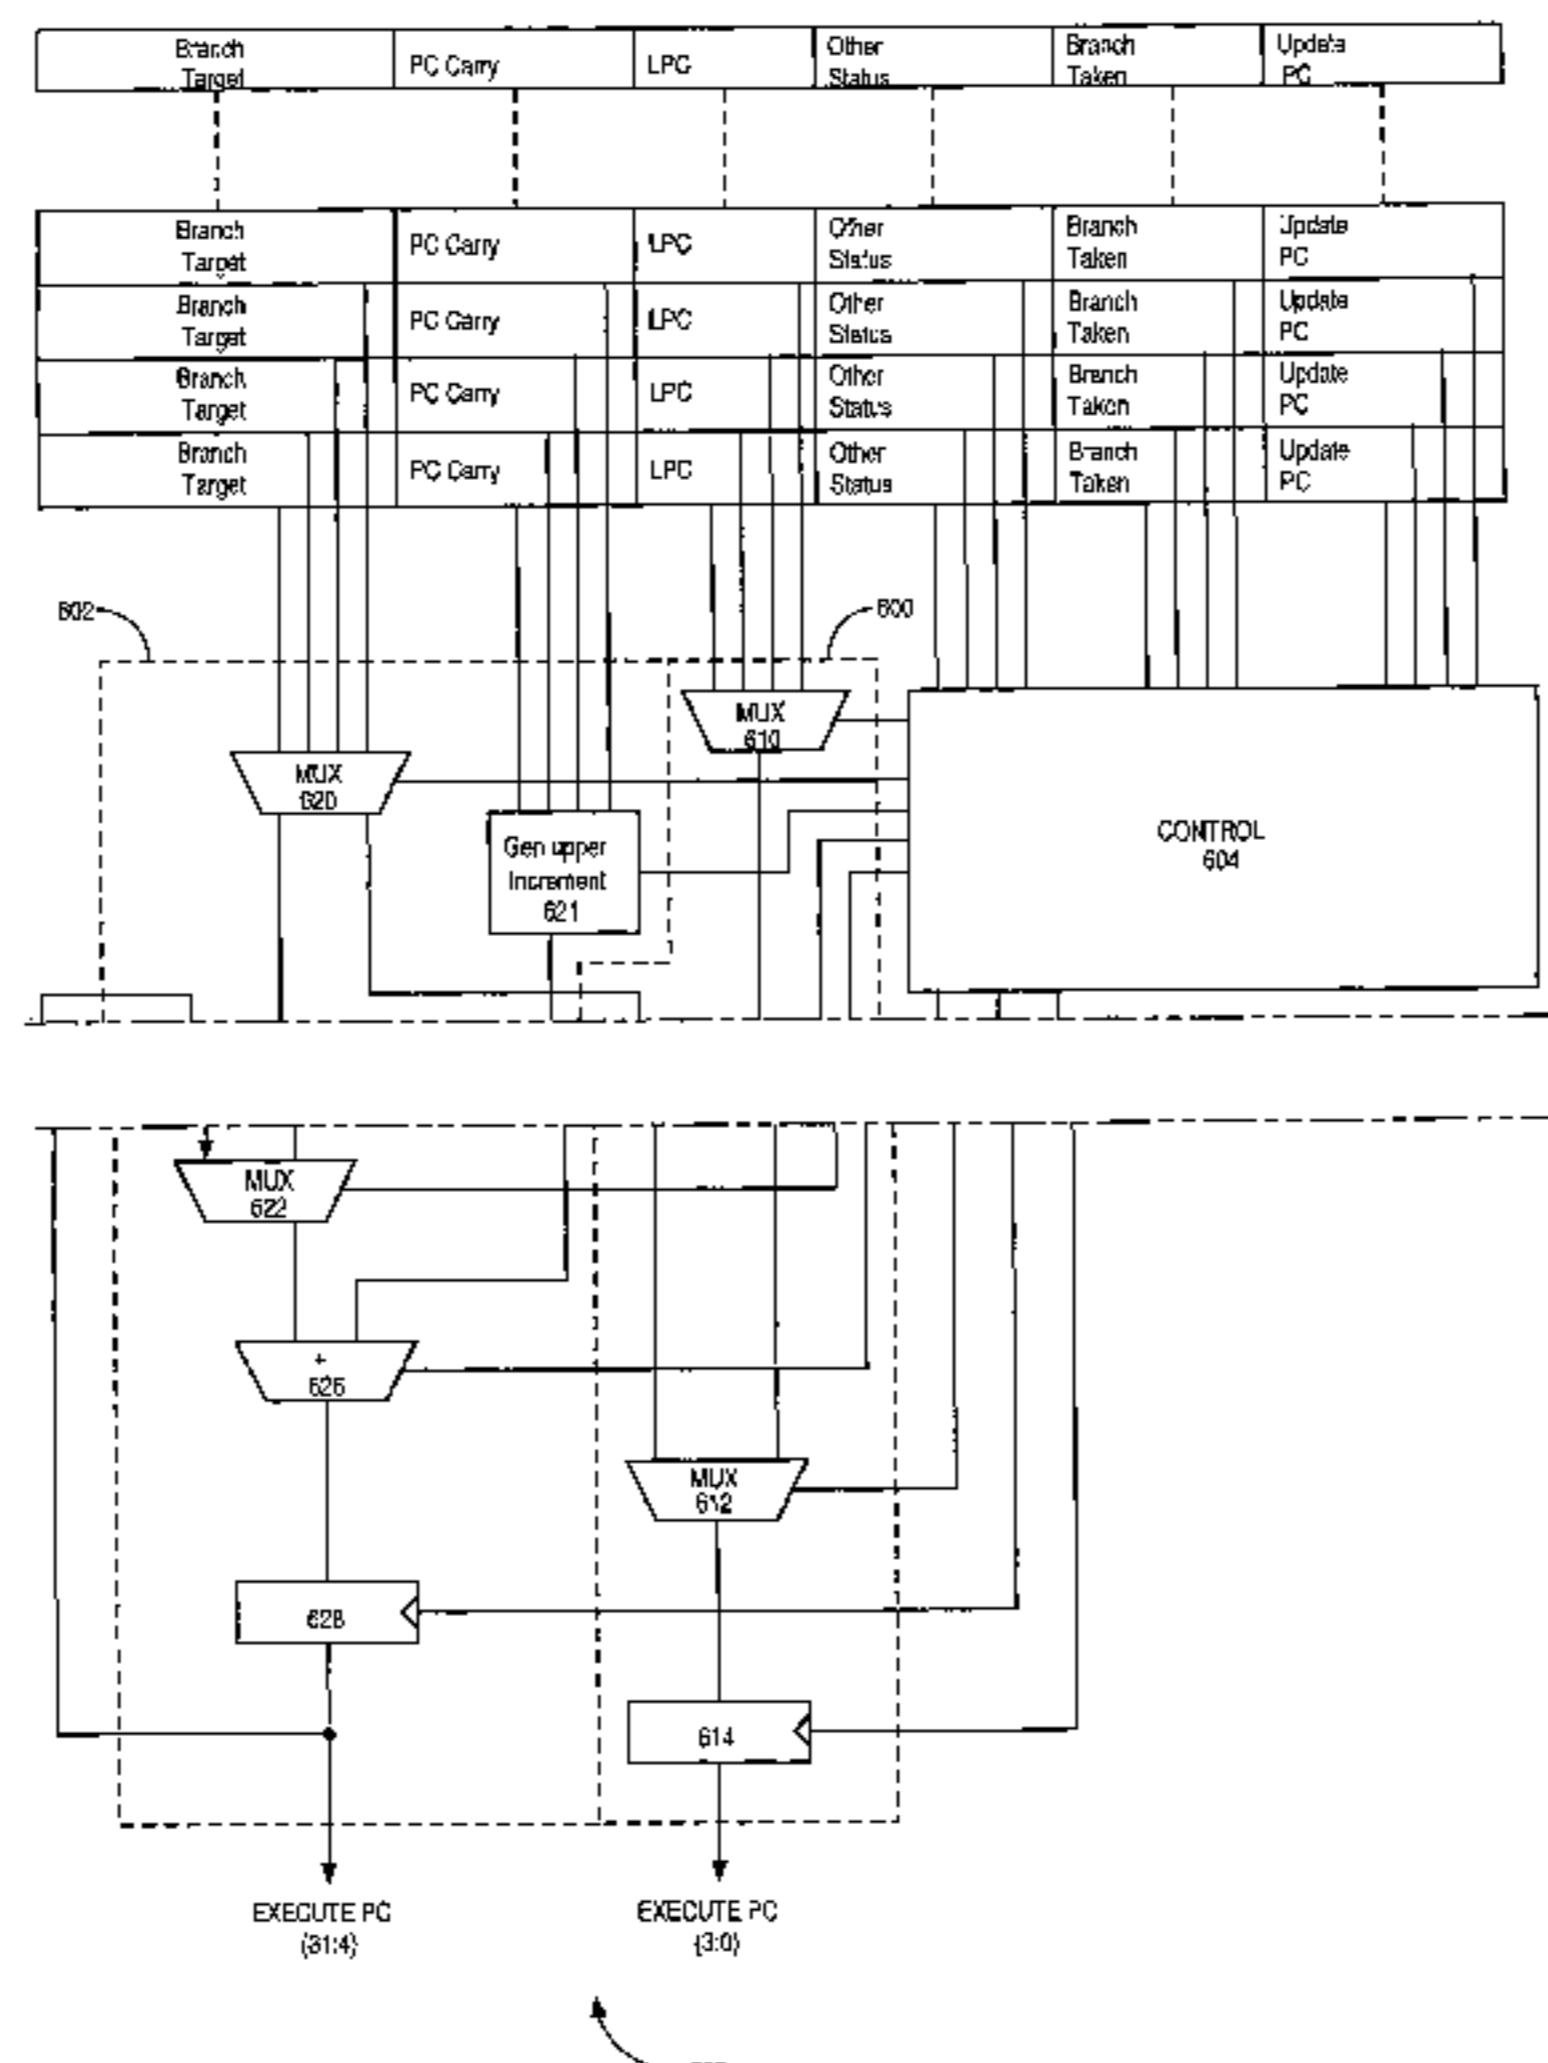 Branch
Target
PC Carry
LPC
Other
Status
Branch
Taken
Update
PC
Branch
Target
PC Carry
LPC
Other
Status
Branch
Taken
Update
PC
Branch
Target
PC Carry
LPC
Other
Status
Branch
Taken
Update
PC
Branch
Target
PC Carry
LPC
Other
Status
Branch
Taken
Update
PC
Branch
Target
PC Carry
LPC
Other
Status
Branch
Taken
Update
PC
602
600
MUX
610
MUX
620
Gen upper
Increment
621
CONTROL
604
MUX
622
+
626
MUX
612
628
614
EXECUTE PC
(31:4)
EXECUTE PC
(3:0)